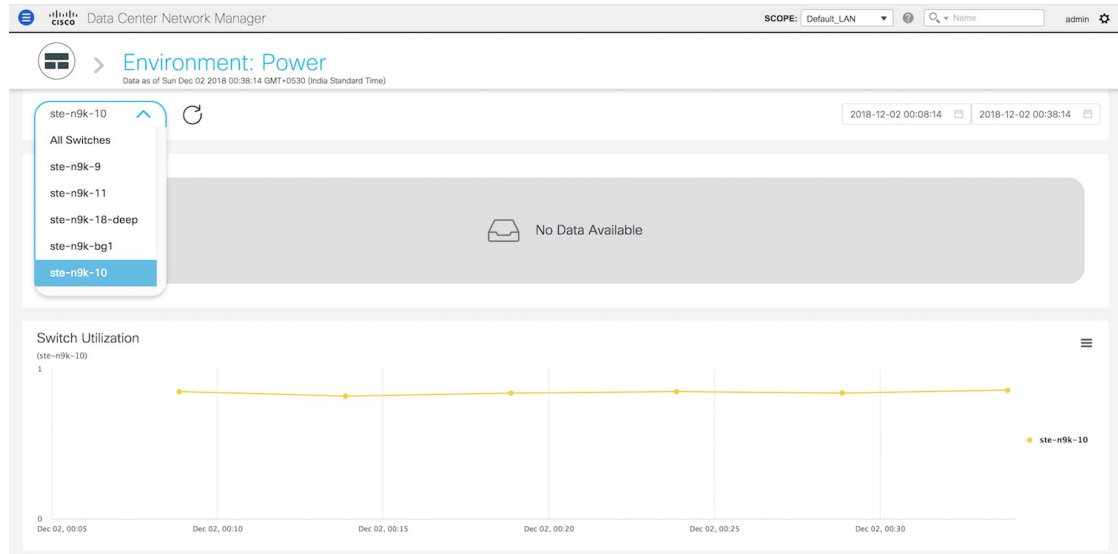 cisco Data Center Network Manager SCOPE: Default_LAN Name admin
Environment: Power
Data as of Sun Dec 02 2018 00:38:14 GMT+0530 (India Standard Time)
ste-n9k-10 2018-12-02 00:08:14 2018-12-02 00:38:14
All Switches
ste-n9k-9
ste-n9k-11
ste-n9k-18-deep
ste-n9k-bg1
ste-n9k-10
No Data Available
Switch Utilization
(ste-n9k-10)
1
ste-n9k-10
0
Dec 02, 00:05 Dec 02, 00:10 Dec 02, 00:15 Dec 02, 00:20 Dec 02, 00:25 Dec 02, 00:30